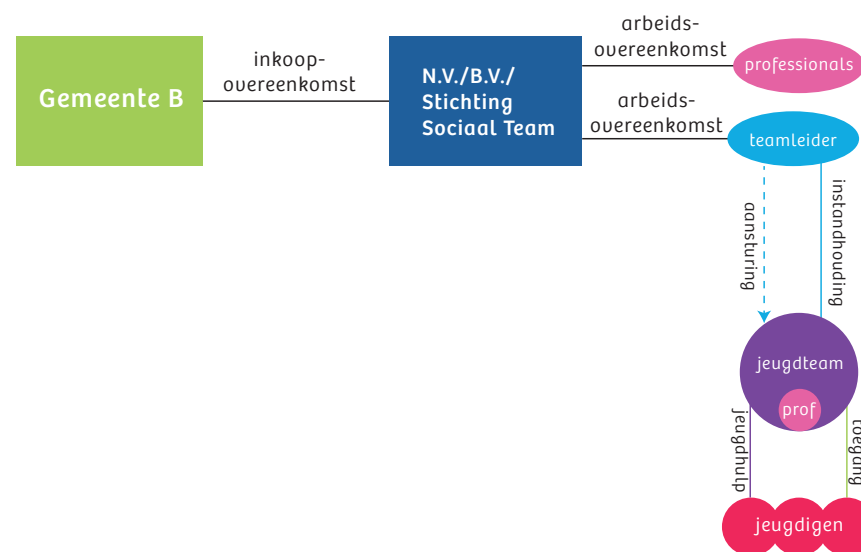 Gemeente B
inkoop-
overeenkomst
N.V./B.V./
Stichting
Sociaal Team
arbeids-
overeenkomst
professionals
arbeids-
overeenkomst
teamleider
aansturing
instandhouding
jeugdteam
prof
jeugdhulp
toegang
jeugdigen